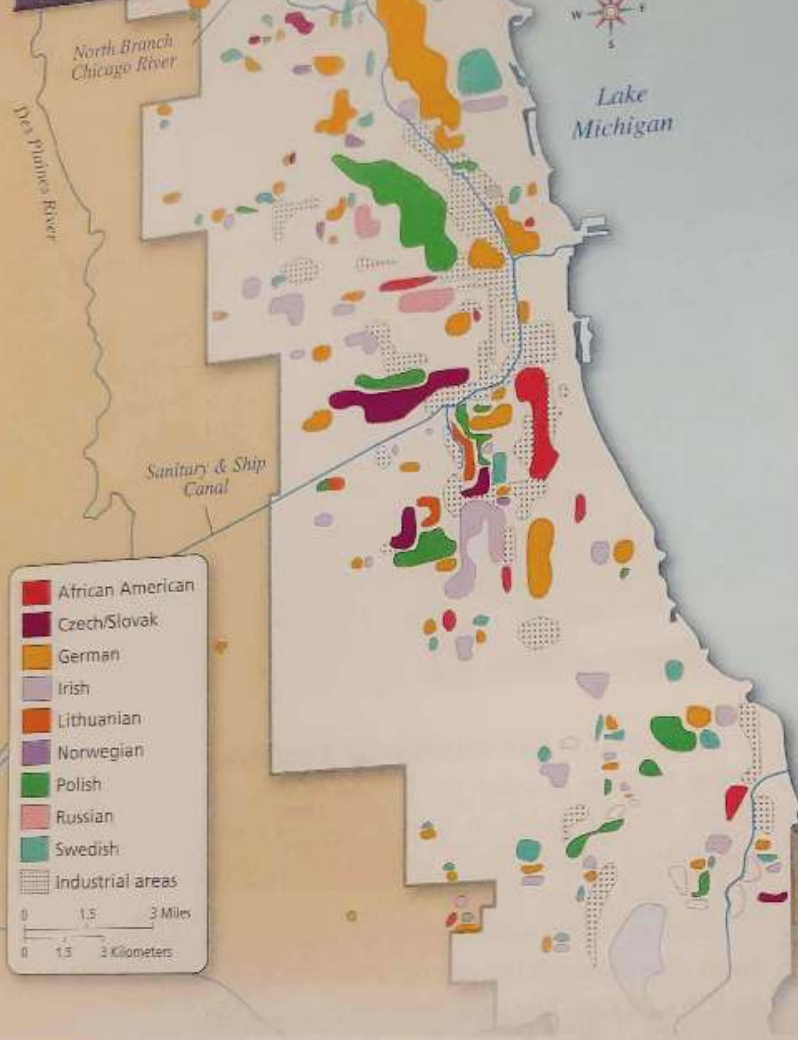 W E
S
North Branch
Chicago River
Lake
Michigan
Des Plaines River
Sanitary & Ship
Canal
African American
Czech/Slovak
German
Irish
Lithuanian
Norwegian
Polish
Russian
Swedish
Industrial areas
0 1.5 3 Miles
0 1.5 3 Kilometers